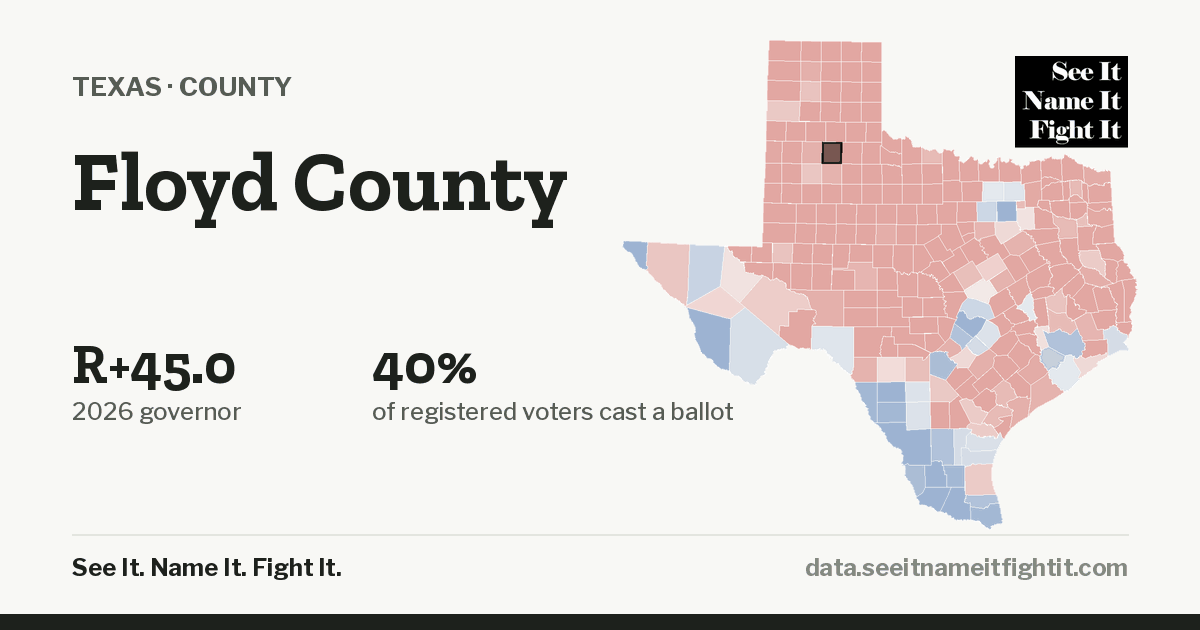 TEXAS · COUNTY
See It
Name It
Fight It
Floyd County
R+45.0
2026 governor
40%
of registered voters cast a ballot
See It. Name It. Fight It.
data.seeitnameitfightit.com